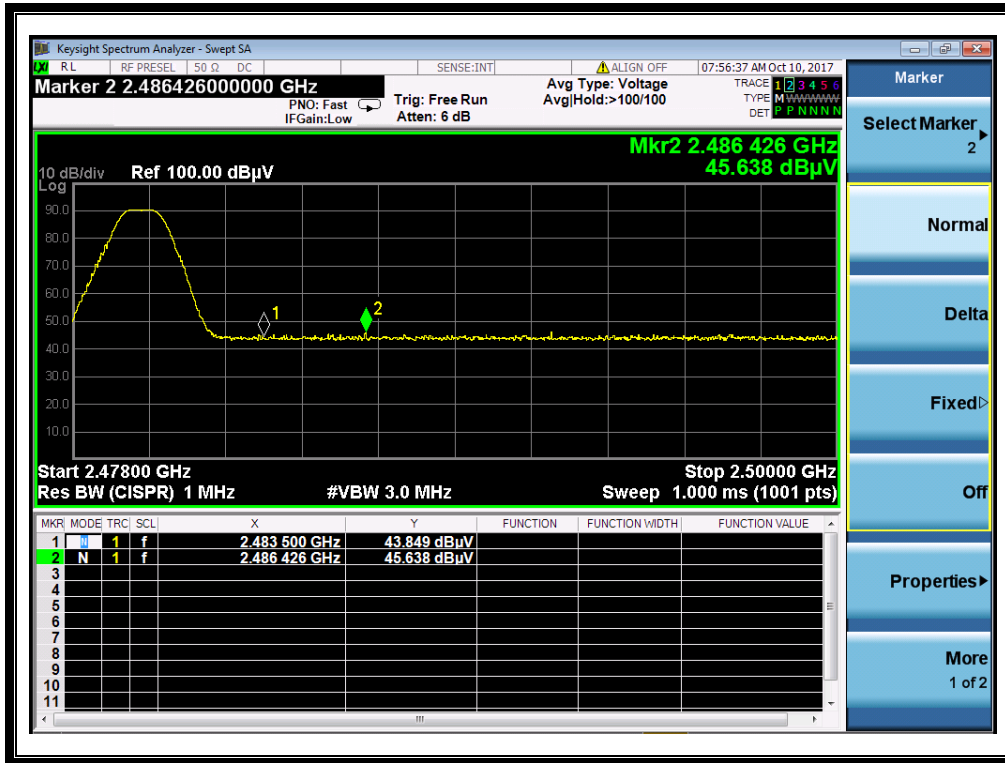 Keysight Spectrum Analyzer - Swept SA
LXI RL RF PRESEL 50 Ω DC SENSE:INT ALIGN OFF 07:56:37 AM Oct 10, 2017
Marker 2 2.486426000000 GHz
PNO: Fast
IFGain:Low
Trig: Free Run
Atten: 6 dB
Avg Type: Voltage
Avg|Hold:>100/100
TRACE 1 2 3 4 5 6
TYPE M WWWWW
DET P P N N N N
Mkr2 2.486 426 GHz
45.638 dBµV
10 dB/div Ref 100.00 dBµV
Log
90.0
80.0
70.0
60.0
50.0
40.0
30.0
20.0
10.0
1
2
Start 2.47800 GHz Stop 2.50000 GHz
Res BW (CISPR) 1 MHz #VBW 3.0 MHz Sweep 1.000 ms (1001 pts)
MKR MODE TRC SCL X Y FUNCTION FUNCTION WIDTH FUNCTION VALUE
1 N 1 f 2.483 500 GHz 43.849 dBµV
2 N 1 f 2.486 426 GHz 45.638 dBµV
3
4
5
6
7
8
9
10
11
Marker
Select Marker
2
Normal
Delta
Fixed
Off
Properties
More
1 of 2